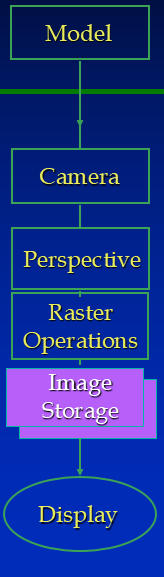 Model
Camera
Perspective
Raster
Operations
Image
Storage
Display